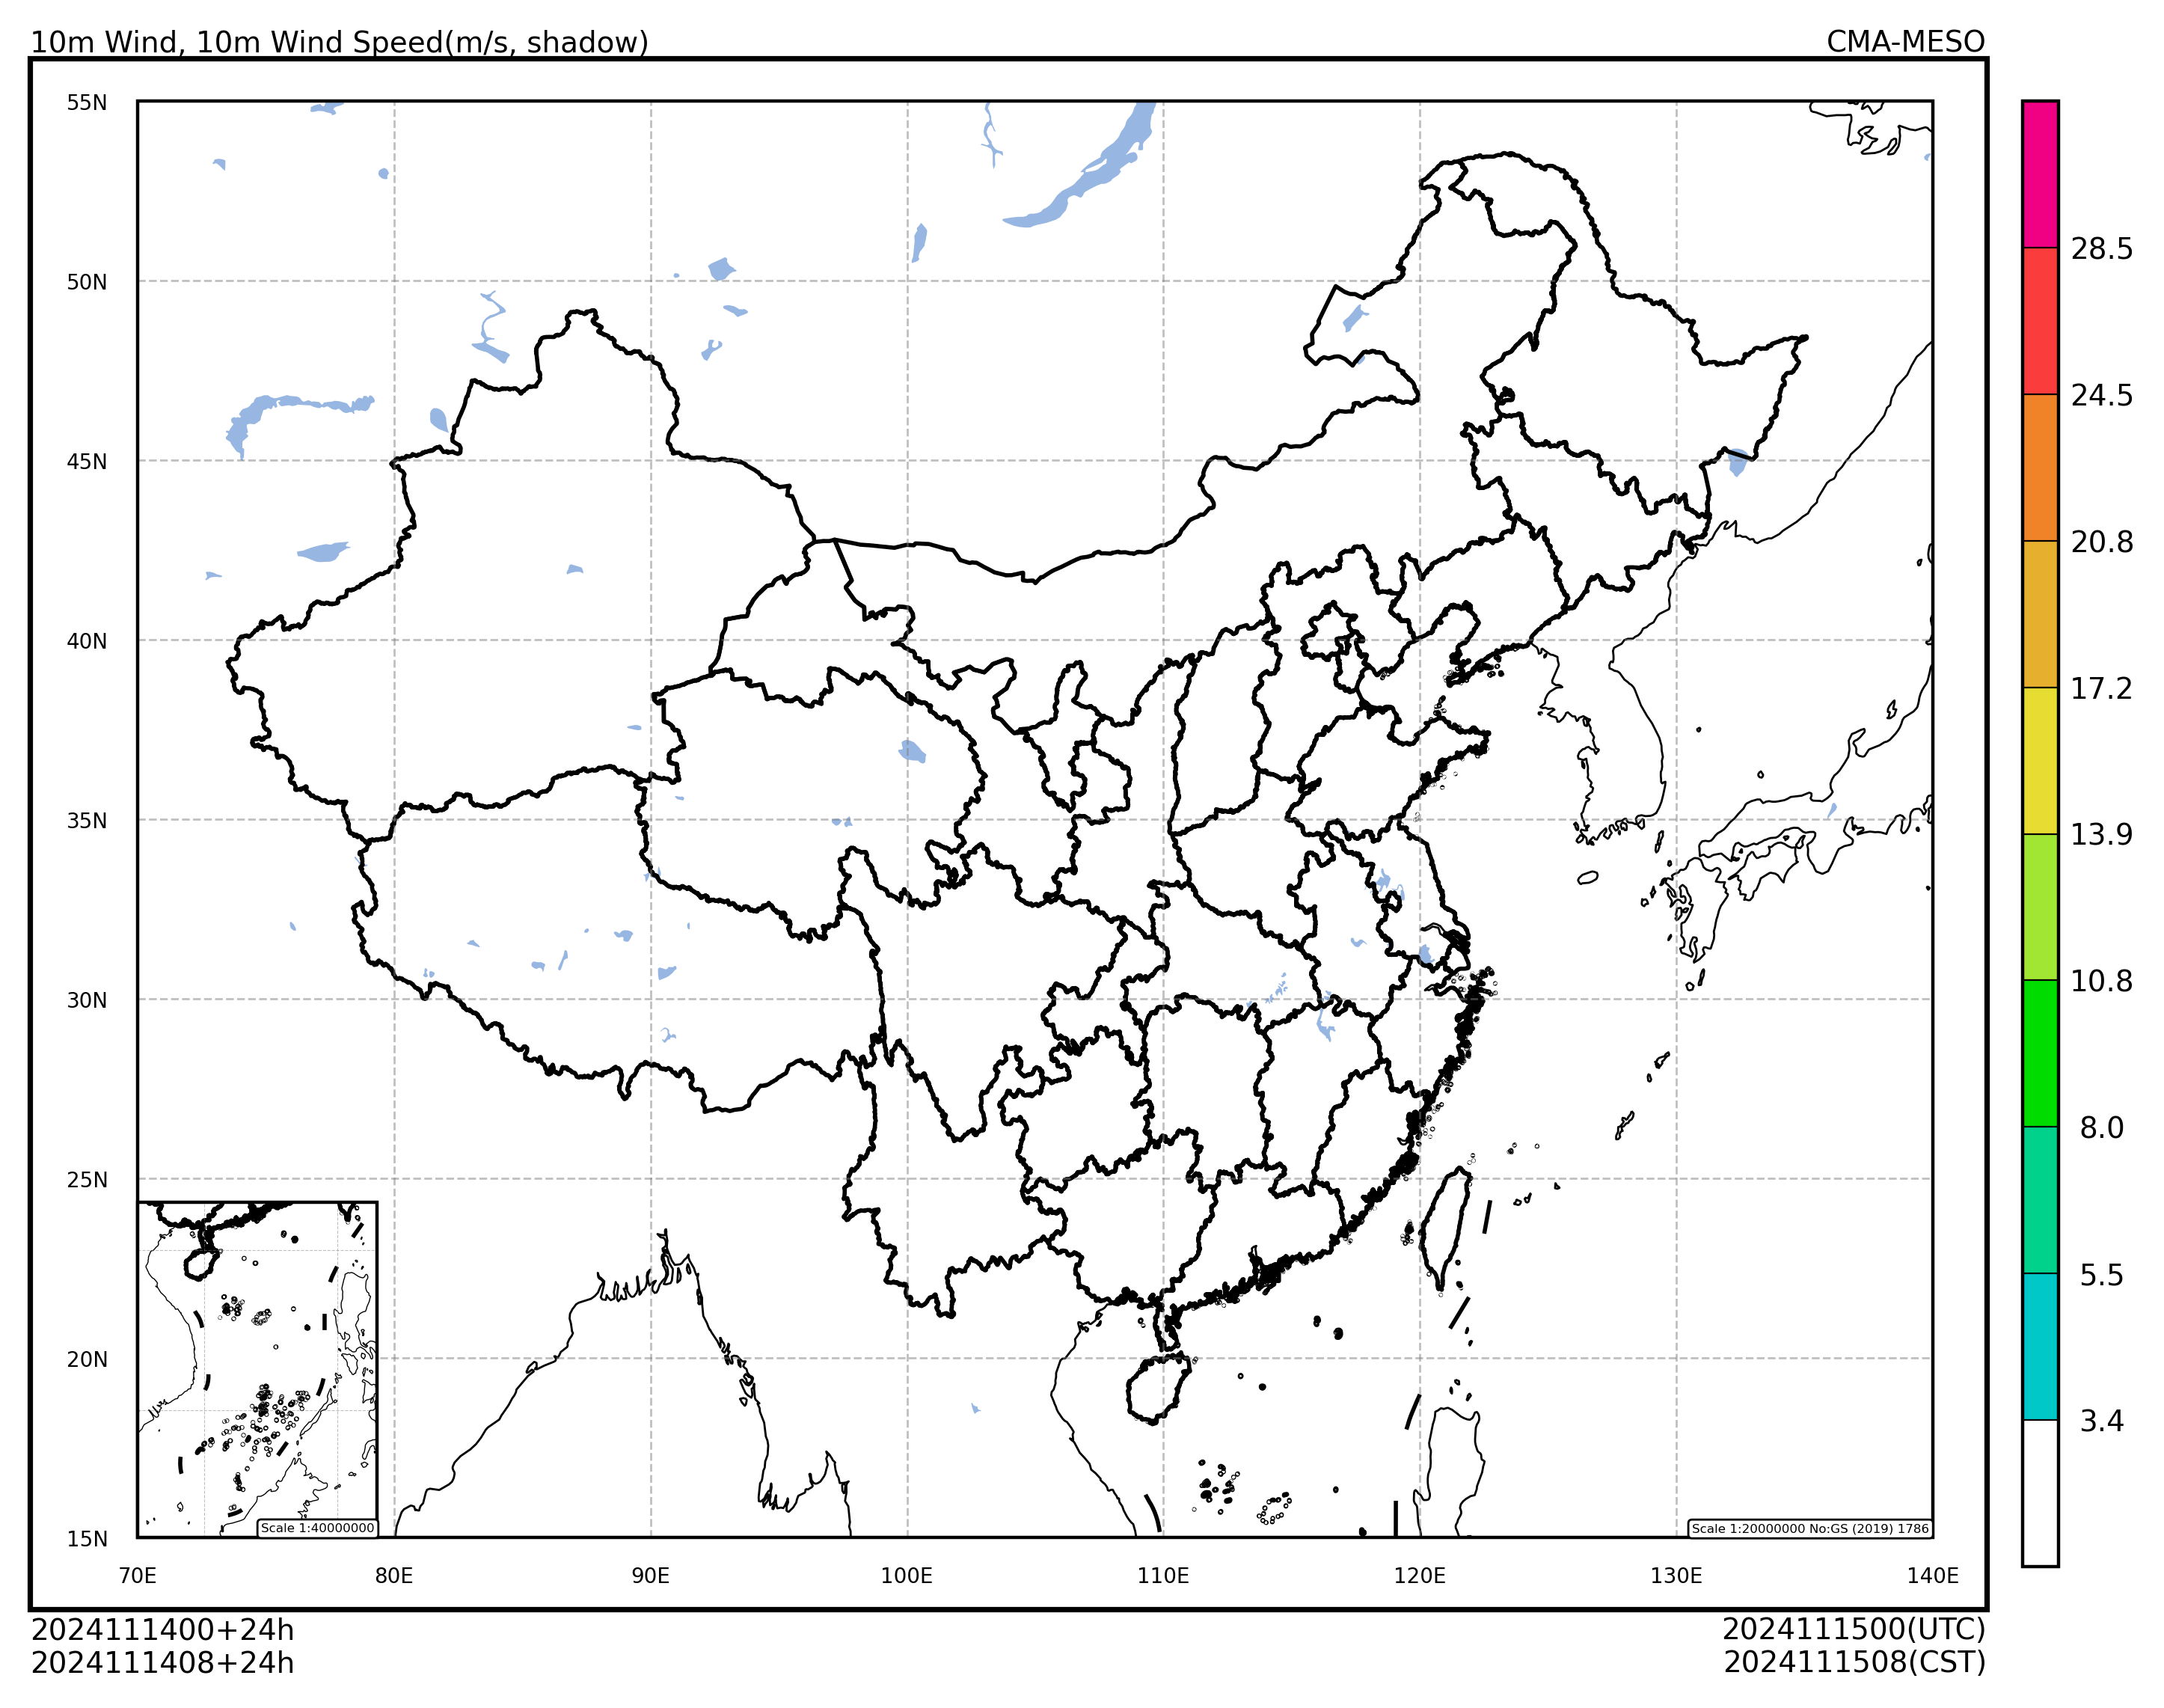 10m Wind, 10m Wind Speed(m/s, shadow)
CMA-MESO
55N
50N
45N
40N
35N
30N
25N
20N
15N
70E
80E
90E
100E
110E
120E
130E
140E
28.5
24.5
20.8
17.2
13.9
10.8
8.0
5.5
3.4
Scale 1:40000000
Scale 1:20000000 No:GS (2019) 1786
2024111400+24h
2024111408+24h
2024111500(UTC)
2024111508(CST)